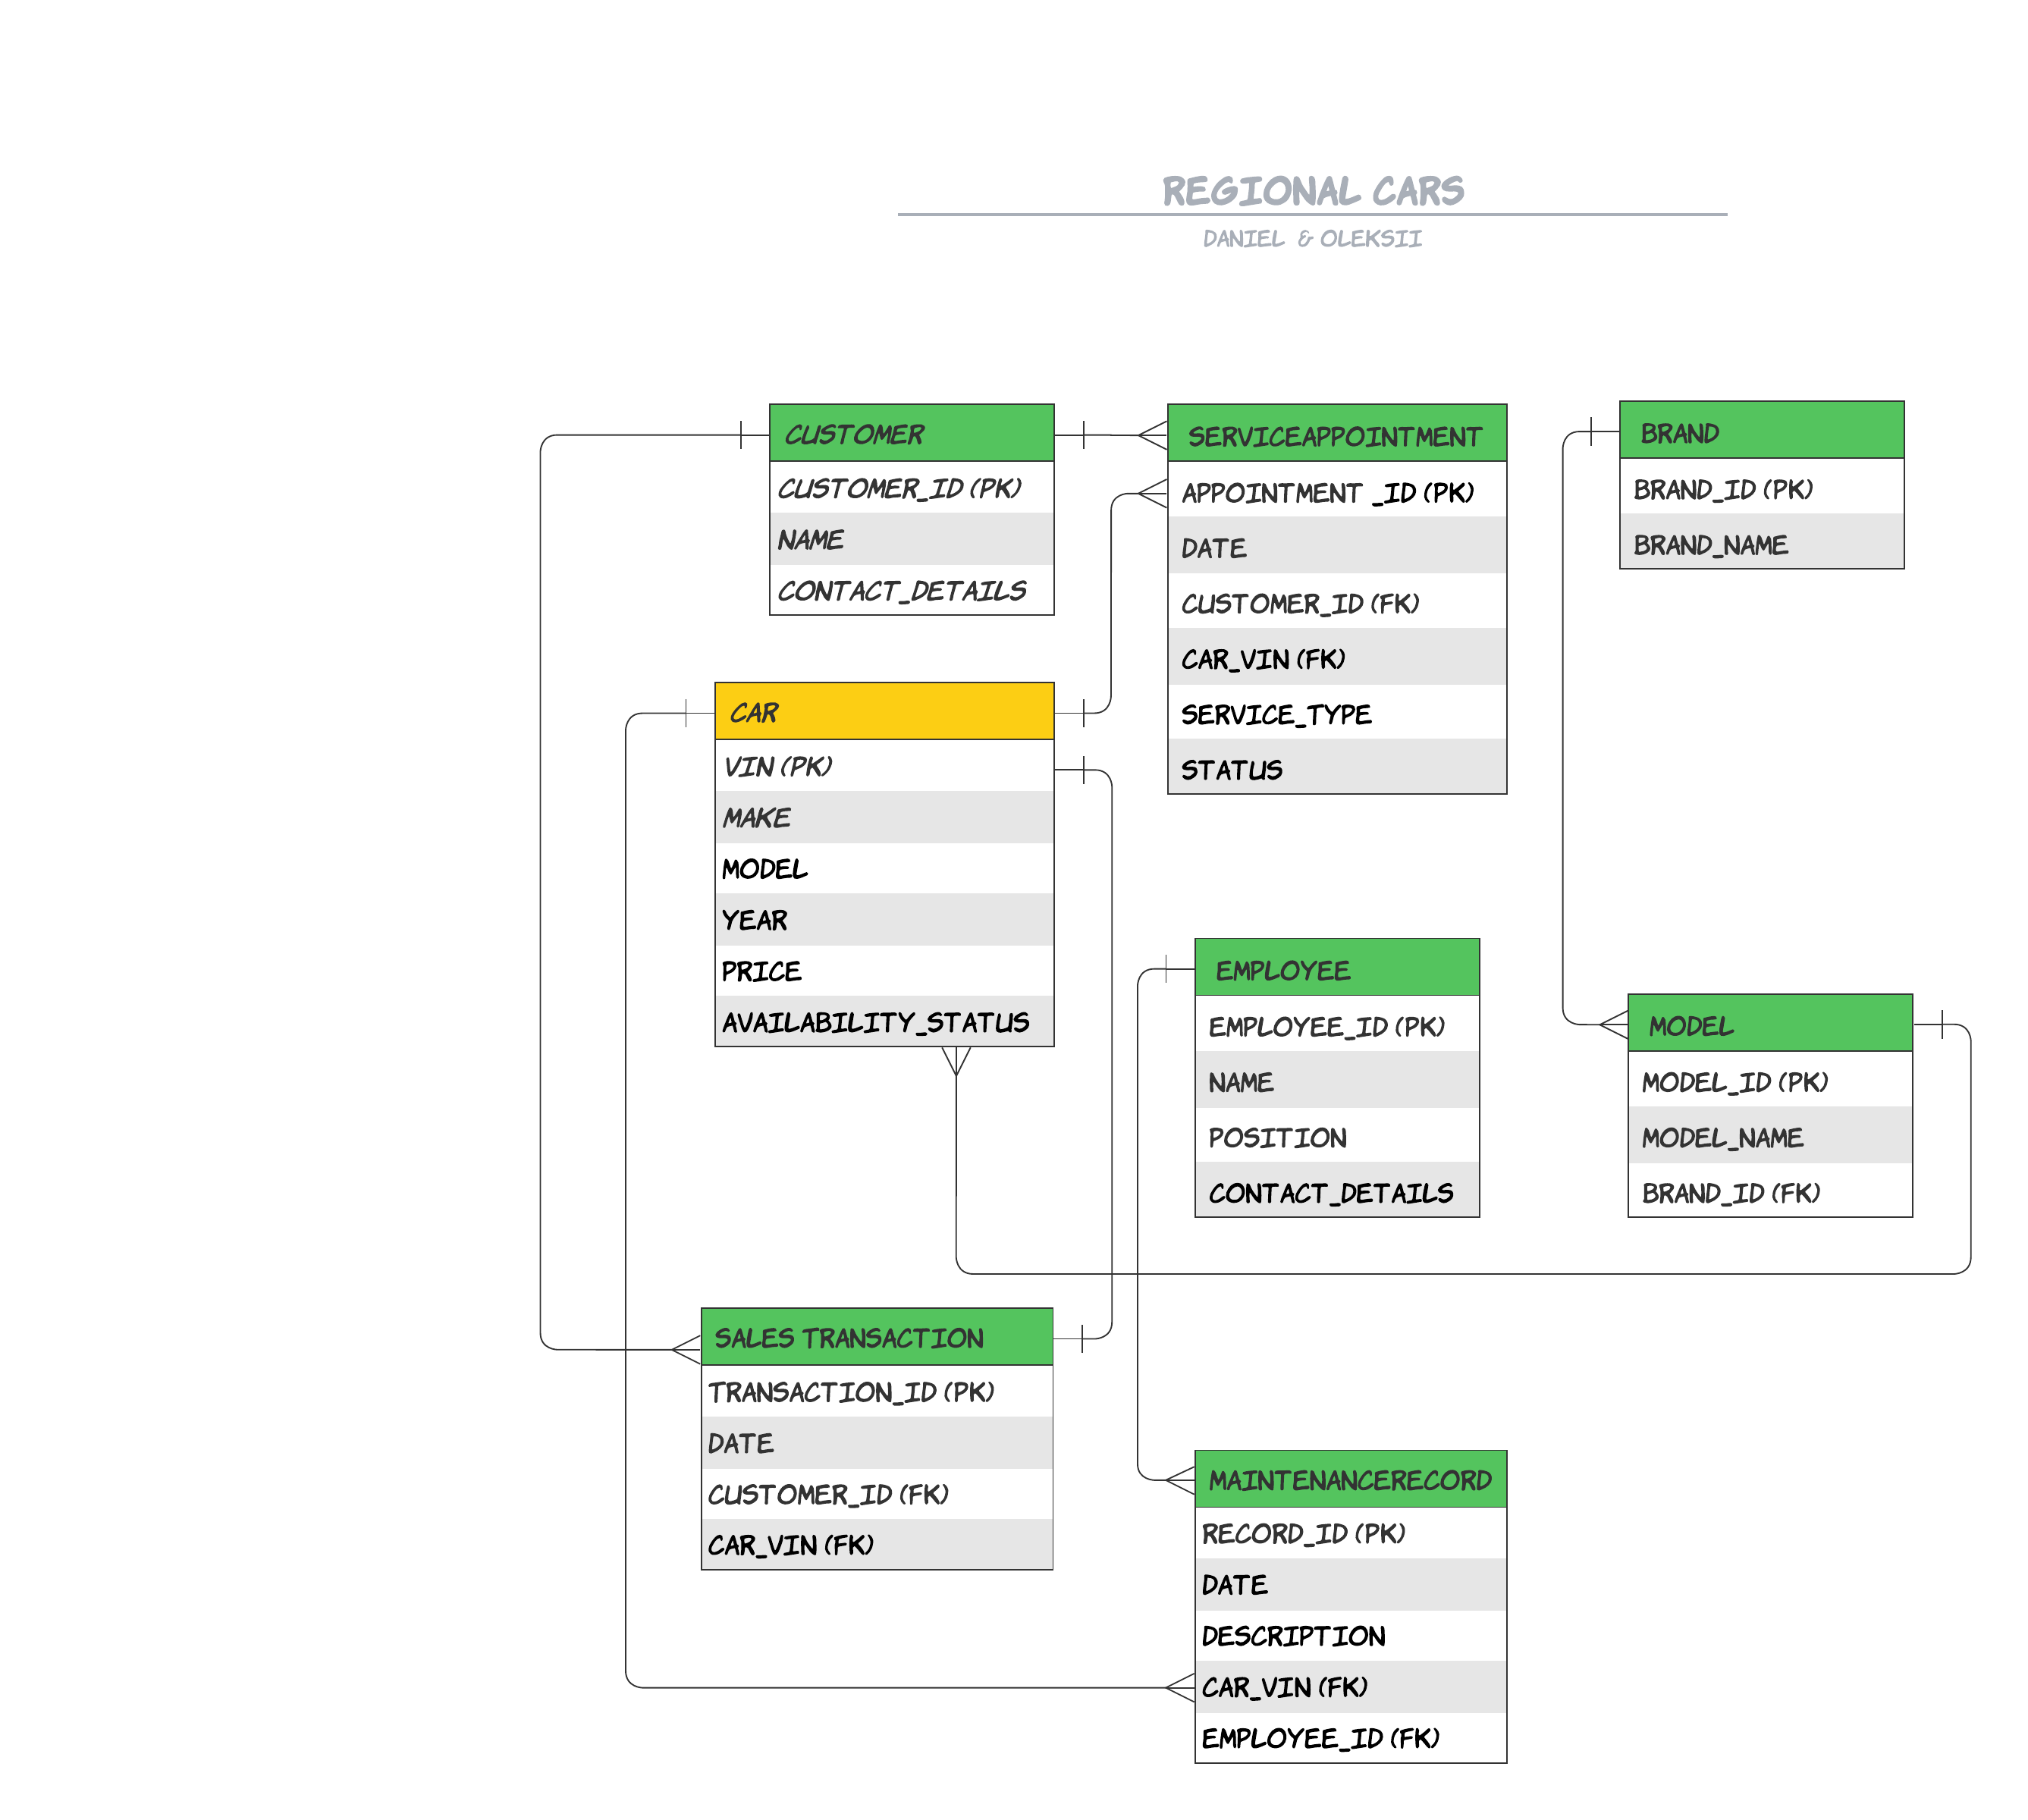 REGIONAL CARS
DANIEL & OLEKSII
CUSTOMER
CUSTOMER_ID (PK)
NAME
CONTACT_DETAILS
SERVICEAPPOINTMENT
APPOINTMENT _ID (PK)
DATE
CUSTOMER_ID (FK)
CAR_VIN (FK)
SERVICE_TYPE
STATUS
BRAND
BRAND_ID (PK)
BRAND_NAME
CAR
VIN (PK)
MAKE
MODEL
YEAR
PRICE
AVAILABILITY_STATUS
EMPLOYEE
EMPLOYEE_ID (PK)
NAME
POSITION
CONTACT_DETAILS
MODEL
MODEL_ID (PK)
MODEL_NAME
BRAND_ID (FK)
SALES TRANSACTION
TRANSACTION_ID (PK)
DATE
CUSTOMER_ID (FK)
CAR_VIN (FK)
MAINTENANCERECORD
RECORD_ID (PK)
DATE
DESCRIPTION
CAR_VIN (FK)
EMPLOYEE_ID (FK)